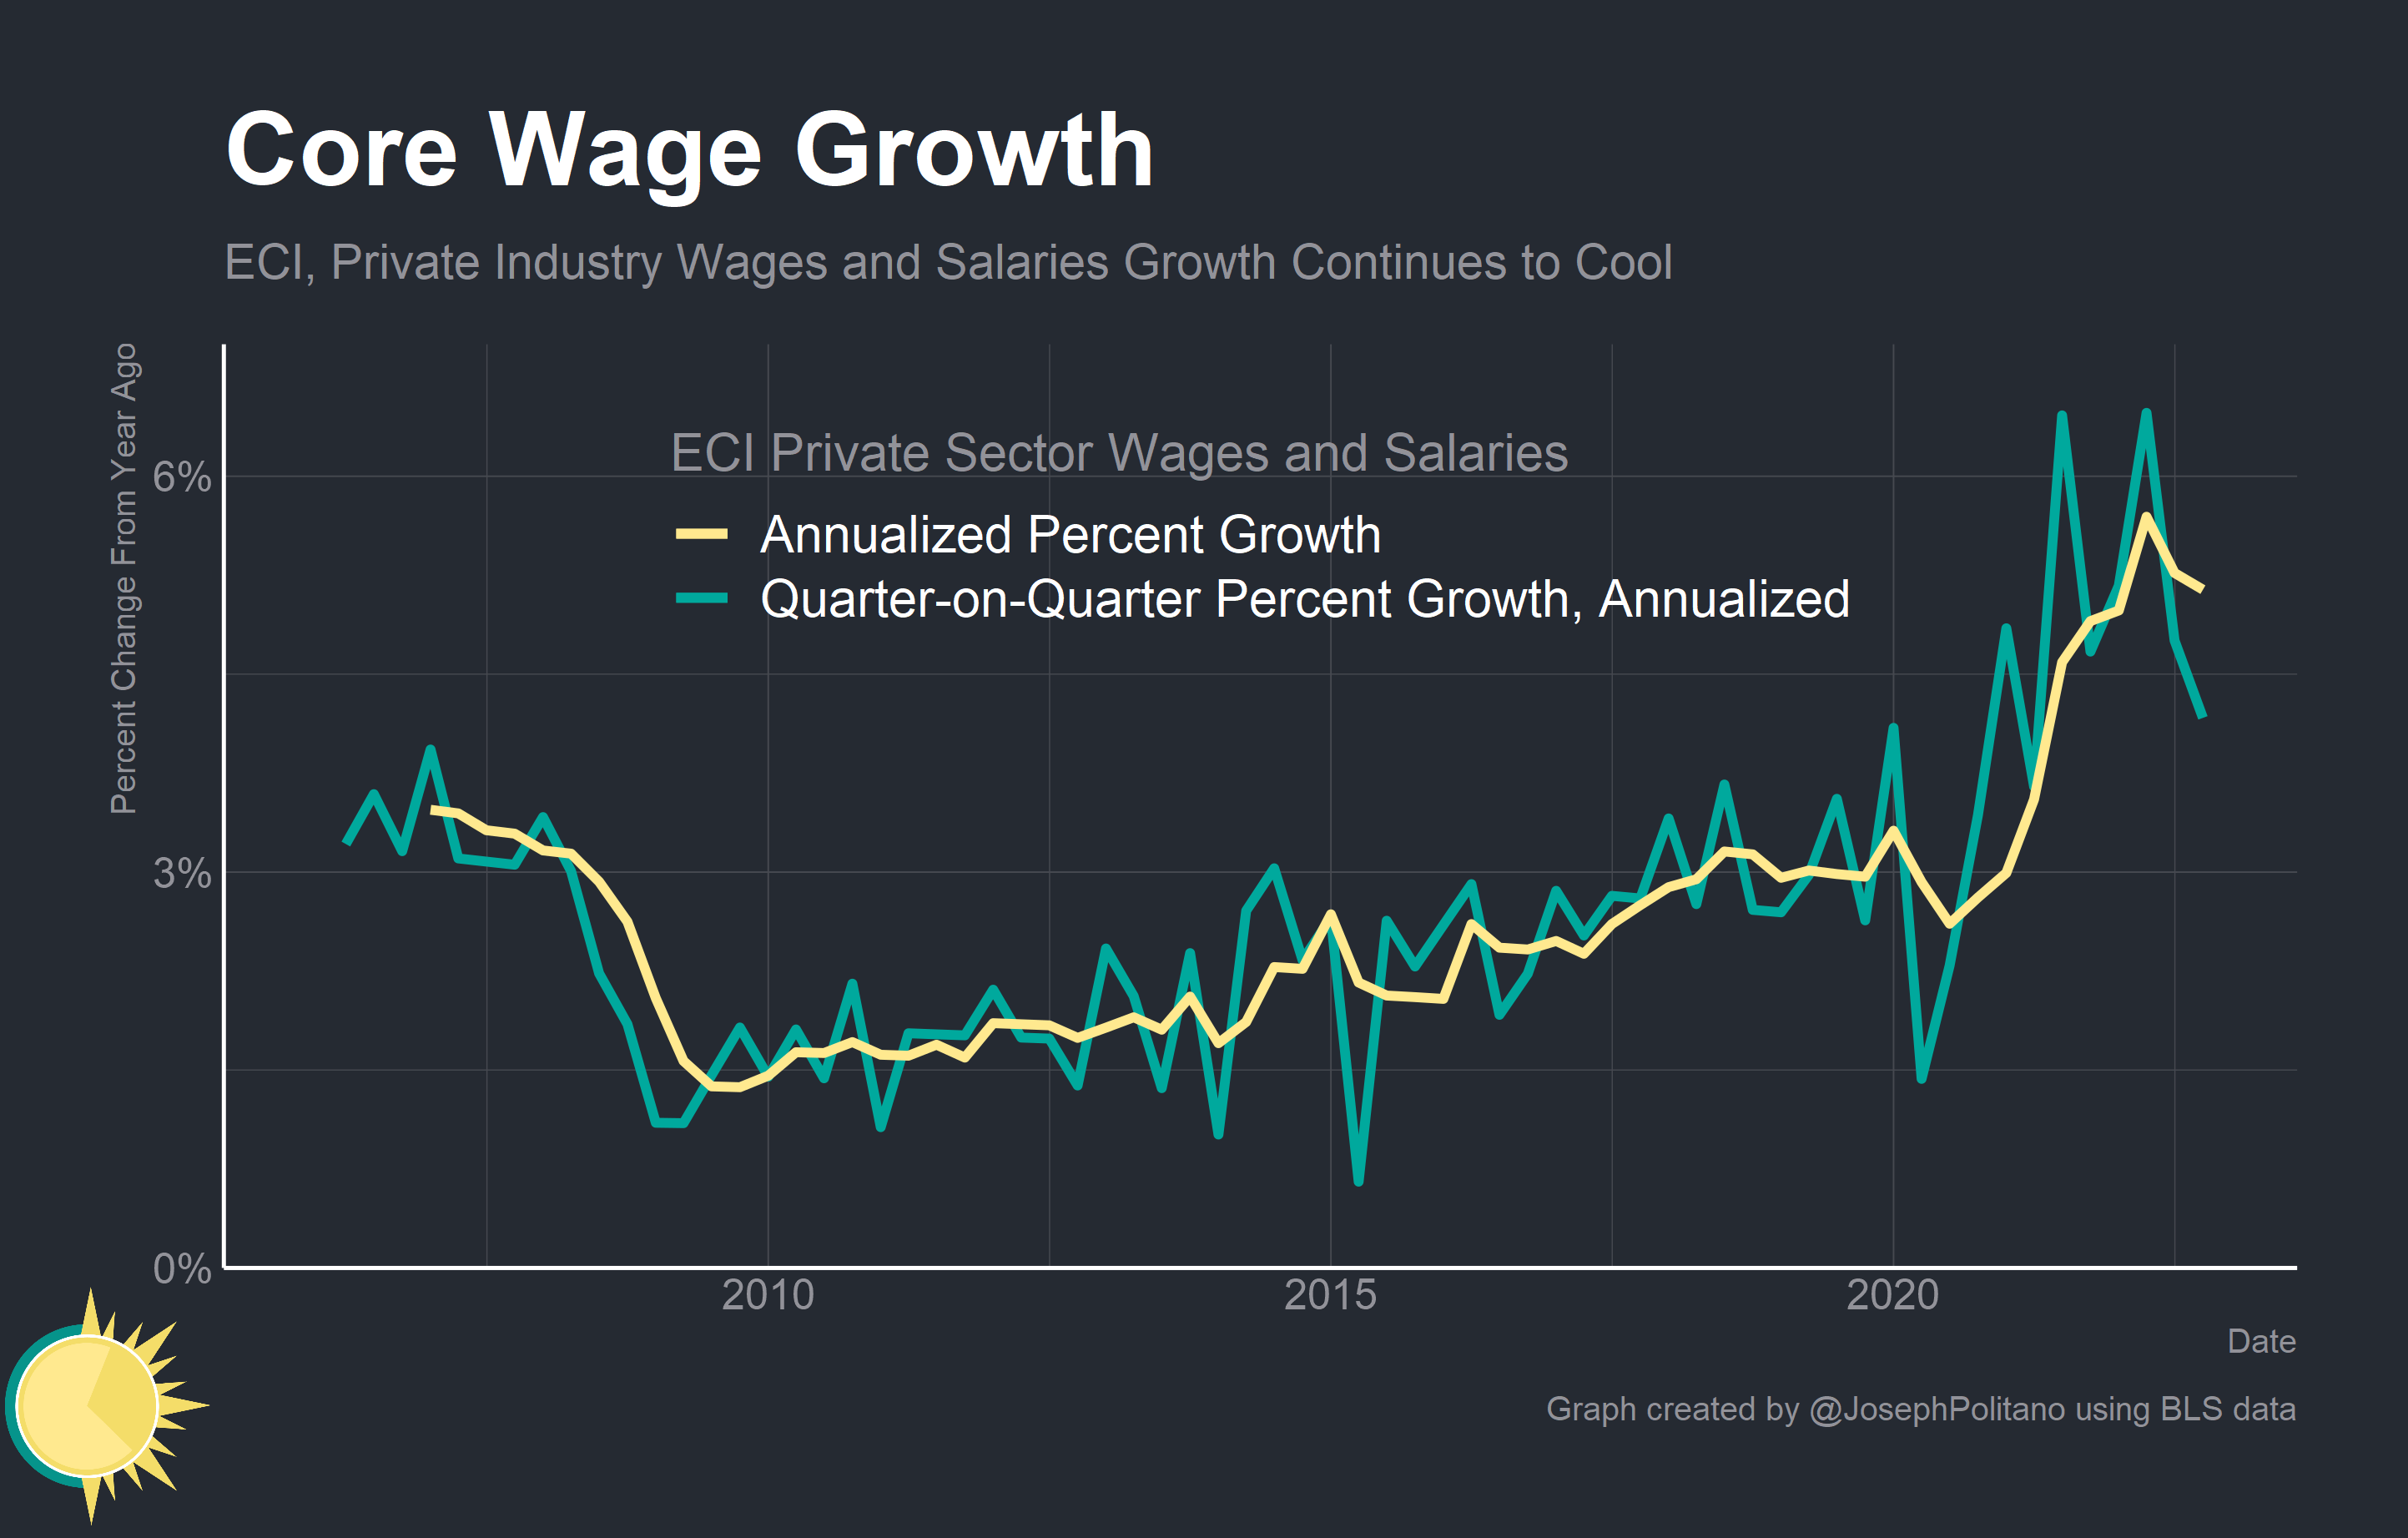 Core Wage Growth
ECI, Private Industry Wages and Salaries Growth Continues to Cool
Percent Change From Year Ago
ECI Private Sector Wages and Salaries
Annualized Percent Growth
Quarter-on-Quarter Percent Growth, Annualized
6%
3%
0%
2010
2015
2020
Date
Graph created by @JosephPolitano using BLS data